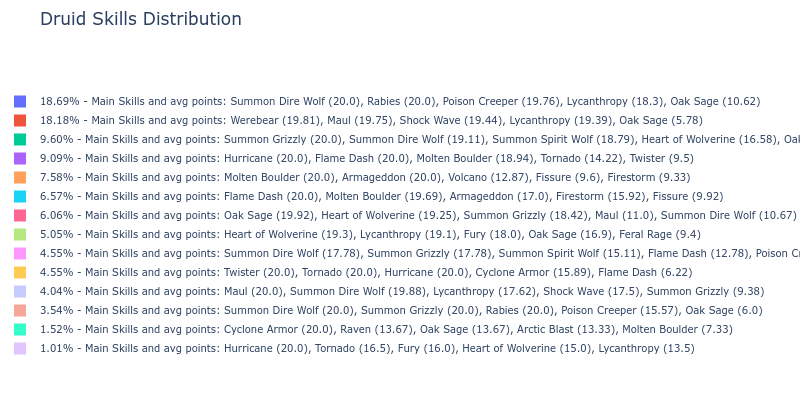 Druid Skills Distribution
18.69% - Main Skills and avg points: Summon Dire Wolf (20.0), Rabies (20.0), Poison Creeper (19.76), Lycanthropy (18.3), Oak Sage (10.62)
18.18% - Main Skills and avg points: Werebear (19.81), Maul (19.75), Shock Wave (19.44), Lycanthropy (19.39), Oak Sage (5.78)
9.60% - Main Skills and avg points: Summon Grizzly (20.0), Summon Dire Wolf (19.11), Summon Spirit Wolf (18.79), Heart of Wolverine (16.58), Oak
9.09% - Main Skills and avg points: Hurricane (20.0), Flame Dash (20.0), Molten Boulder (18.94), Tornado (14.22), Twister (9.5)
7.58% - Main Skills and avg points: Molten Boulder (20.0), Armageddon (20.0), Volcano (12.87), Fissure (9.6), Firestorm (9.33)
6.57% - Main Skills and avg points: Flame Dash (20.0), Molten Boulder (19.69), Armageddon (17.0), Firestorm (15.92), Fissure (9.92)
6.06% - Main Skills and avg points: Oak Sage (19.92), Heart of Wolverine (19.25), Summon Grizzly (18.42), Maul (11.0), Summon Dire Wolf (10.67)
5.05% - Main Skills and avg points: Heart of Wolverine (19.3), Lycanthropy (19.1), Fury (18.0), Oak Sage (16.9), Feral Rage (9.4)
4.55% - Main Skills and avg points: Summon Dire Wolf (17.78), Summon Grizzly (17.78), Summon Spirit Wolf (15.11), Flame Dash (12.78), Poison Cr
4.55% - Main Skills and avg points: Twister (20.0), Tornado (20.0), Hurricane (20.0), Cyclone Armor (15.89), Flame Dash (6.22)
4.04% - Main Skills and avg points: Maul (20.0), Summon Dire Wolf (19.88), Lycanthropy (17.62), Shock Wave (17.5), Summon Grizzly (9.38)
3.54% - Main Skills and avg points: Summon Dire Wolf (20.0), Summon Grizzly (20.0), Rabies (20.0), Poison Creeper (15.57), Oak Sage (6.0)
1.52% - Main Skills and avg points: Cyclone Armor (20.0), Raven (13.67), Oak Sage (13.67), Arctic Blast (13.33), Molten Boulder (7.33)
1.01% - Main Skills and avg points: Hurricane (20.0), Tornado (16.5), Fury (16.0), Heart of Wolverine (15.0), Lycanthropy (13.5)